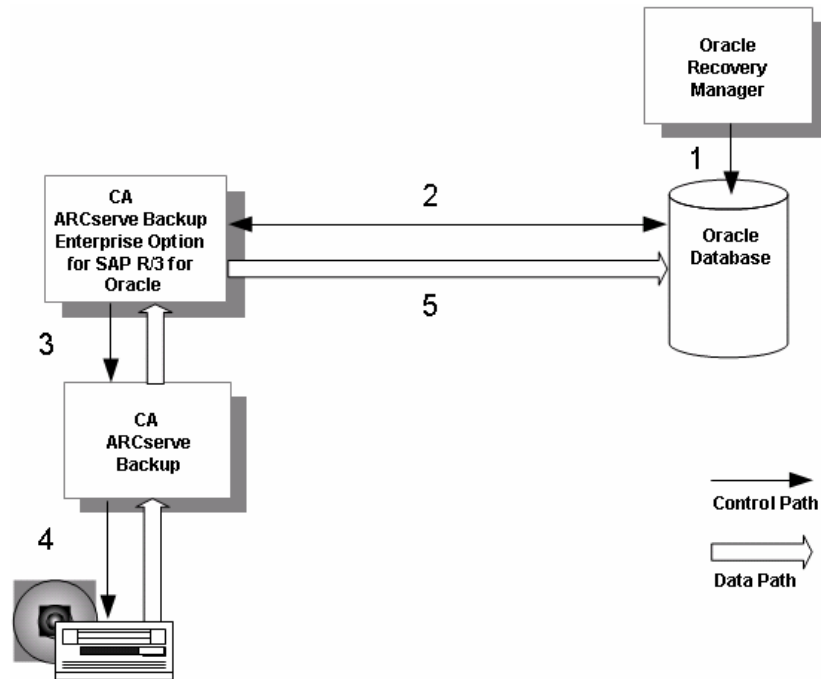 Oracle
Recovery
Manager
1
CA
ARCserve Backup
Enterprise Option
for SAP R/3 for
Oracle
2
Oracle
Database
5
3
CA
ARCserve
Backup
4
Control Path
Data Path